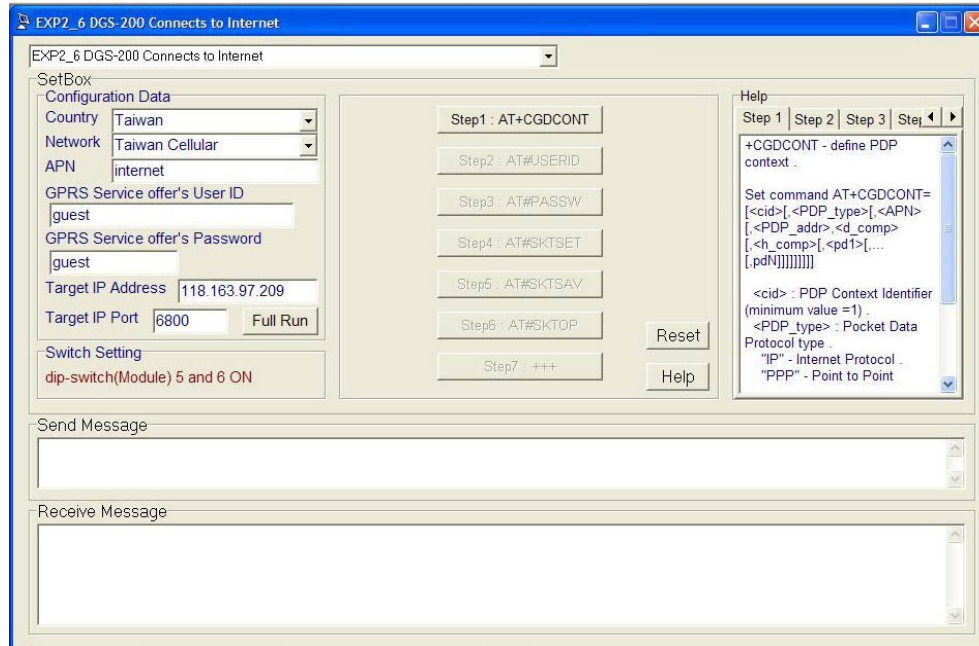 EXP2_6 DGS-200 Connects to Internet
EXP2_6 DGS-200 Connects to Internet
SetBox
Configuration Data
Country
Taiwan
Network
Taiwan Cellular
APN
internet
GPRS Service offer's User ID
guest
GPRS Service offer's Password
guest
Target IP Address
118.163.97.209
Target IP Port
6800
Full Run
Switch Setting
dip-switch(Module) 5 and 6 ON
Step1 : AT+CGDCONT
Step2 : AT#USERID
Step3 : AT#PASSW
Step4 : AT#SKTSET
Step5 : AT#SKTSAV
Step6 : AT#SKTOP
Step7 : +++
Reset
Help
Help
Step 1
Step 2
Step 3
Step
+CGDCONT - define PDP
context .
Set command AT+CGDCONT=
[<cid>[,<PDP_type>[,<APN>
[,<PDP_addr>,<d_comp>
[,<h_comp>[,<pd1>[,...
[,pdN]]]]]]]]]
<cid> : PDP Context Identifier
(minimum value =1) .
<PDP_type> : Pocket Data
Protocol type .
"IP" - Internet Protocol .
"PPP" - Point to Point
Send Message
Receive Message